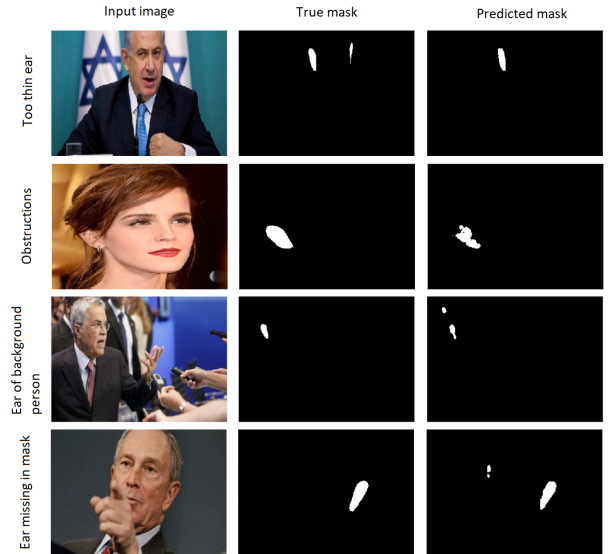 Input image
True mask
Predicted mask
Too thin ear
Obstructions
Ear of background
person
Ear missing in mask